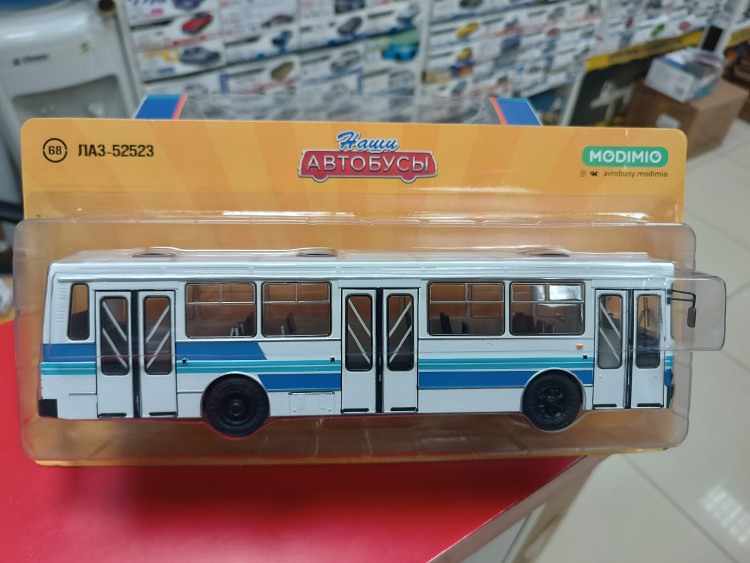 68 ЛАЗ-52523
Наши
АВТОБУСЫ
MODIMIO
avtobusy.modimio